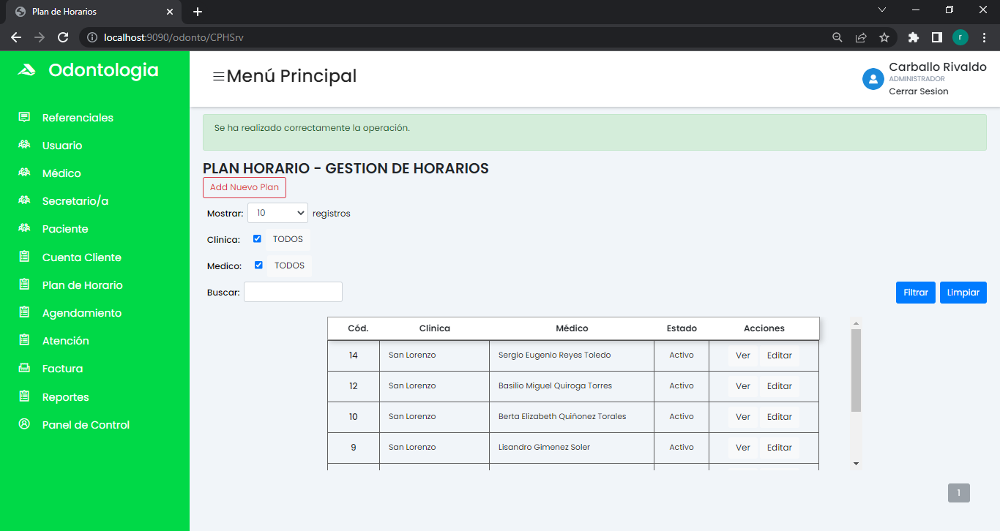 Plan de Horarios
localhost:9090/odonto/CPHSrv
r
Odontologia
Menú Principal
Carballo Rivaldo
ADMINISTRADOR
Cerrar Sesion
Referenciales
Usuario
Médico
Secretario/a
Paciente
Cuenta Cliente
Plan de Horario
Agendamiento
Atención
Factura
Reportes
Panel de Control
Se ha realizado correctamente la operación.
PLAN HORARIO - GESTION DE HORARIOS
Add Nuevo Plan
Mostrar: 10 registros
Clinica: TODOS
Medico: TODOS
Buscar:
Filtrar Limpiar
Cód. Clinica Médico Estado Acciones
14 San Lorenzo Sergio Eugenio Reyes Toledo Activo Ver Editar
12 San Lorenzo Basilio Miguel Quiroga Torres Activo Ver Editar
10 San Lorenzo Berta Elizabeth Quiñonez Torales Activo Ver Editar
9 San Lorenzo Lisandro Gimenez Soler Activo Ver Editar
1